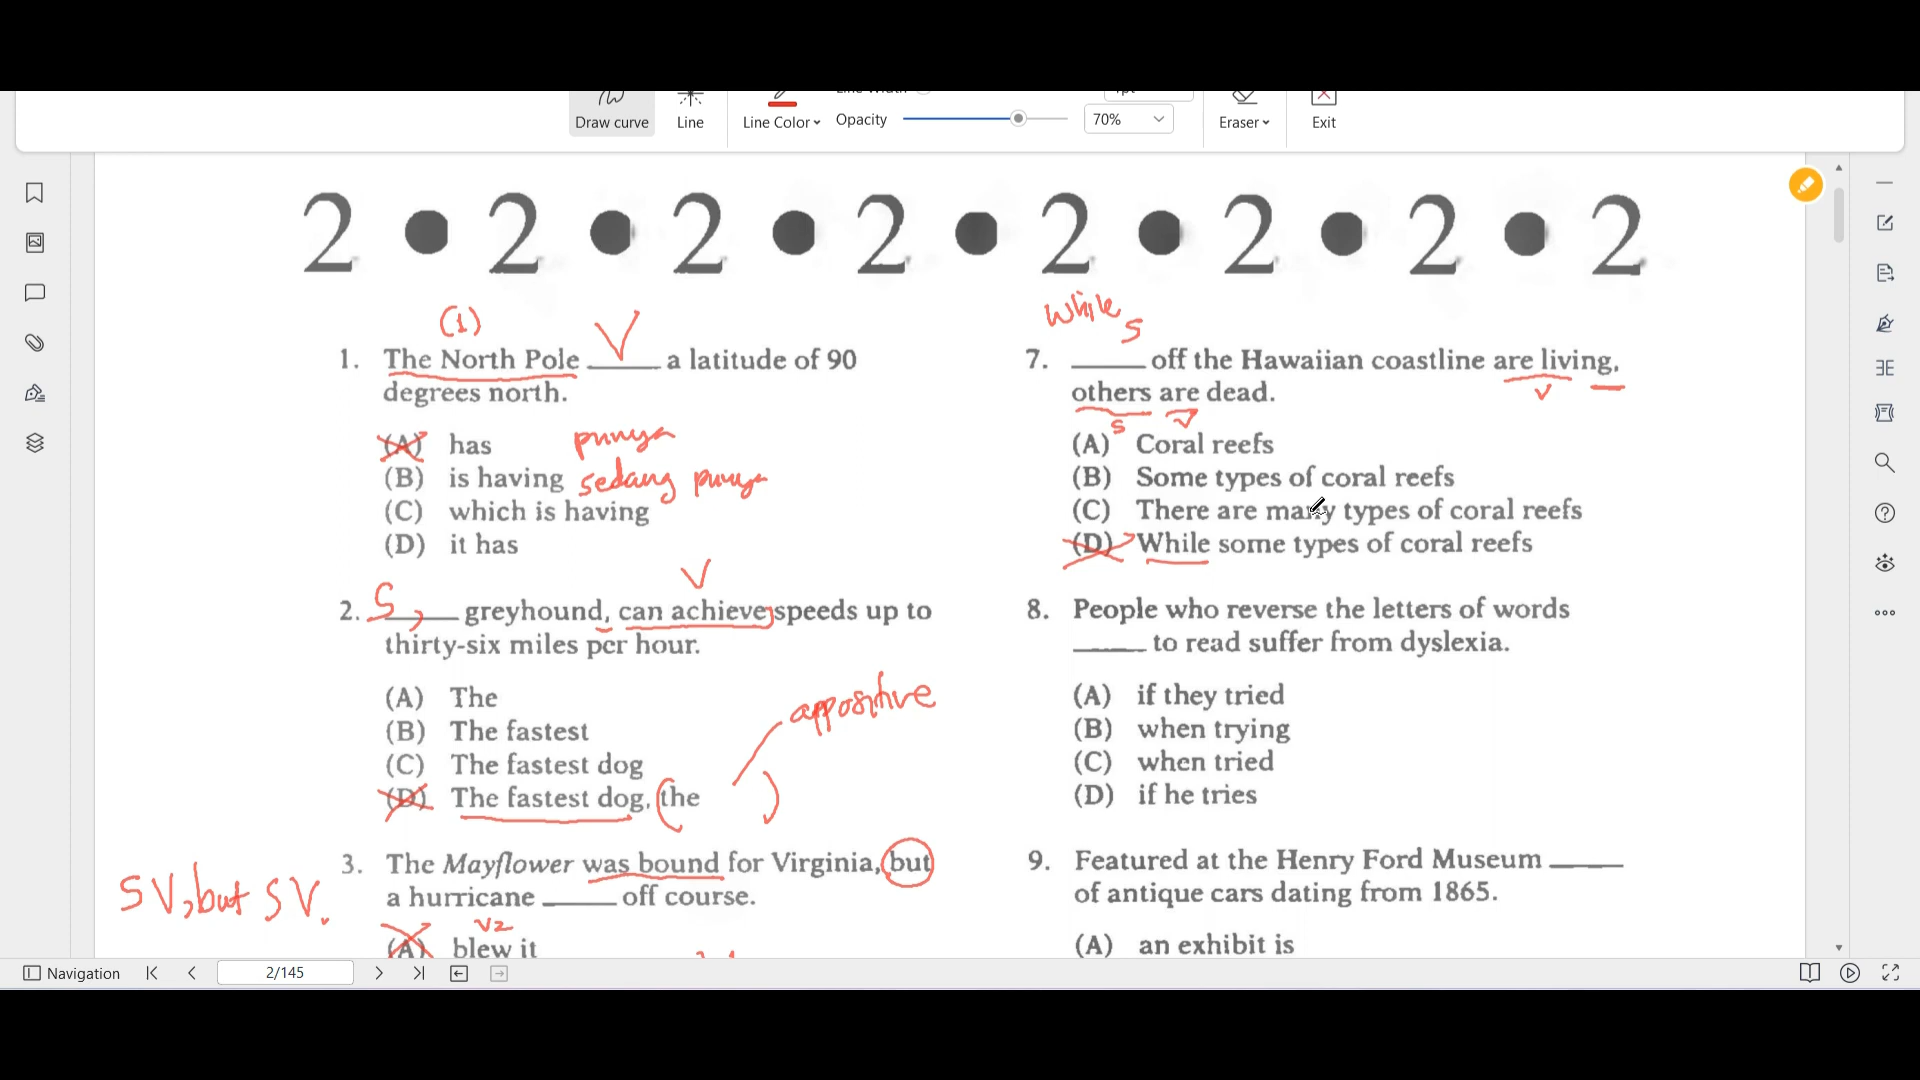 Draw curve
Line
Line Color
Opacity
70%
Eraser
Exit
2 • 2 • 2 • 2 • 2 • 2 • 2 • 2
(1)
V
1. The North Pole ____ a latitude of 90
degrees north.
(A) has punya
(B) is having sedang punya
(C) which is having
(D) it has
V
S,
2. ____ greyhound, can achieve speeds up to
thirty-six miles per hour.
(A) The
(B) The fastest
(C) The fastest dog
(D) The fastest dog, (the )
appositive
3. The Mayflower was bound for Virginia, but
a hurricane ____ off course.
SV, but SV.
V2
(A) blew it
while S
7. ____ off the Hawaiian coastline are living,
others are dead.
V
S V
(A) Coral reefs
(B) Some types of coral reefs
(C) There are many types of coral reefs
(D) While some types of coral reefs
8. People who reverse the letters of words
____ to read suffer from dyslexia.
(A) if they tried
(B) when trying
(C) when tried
(D) if he tries
9. Featured at the Henry Ford Museum ____
of antique cars dating from 1865.
(A) an exhibit is
Navigation
2/145